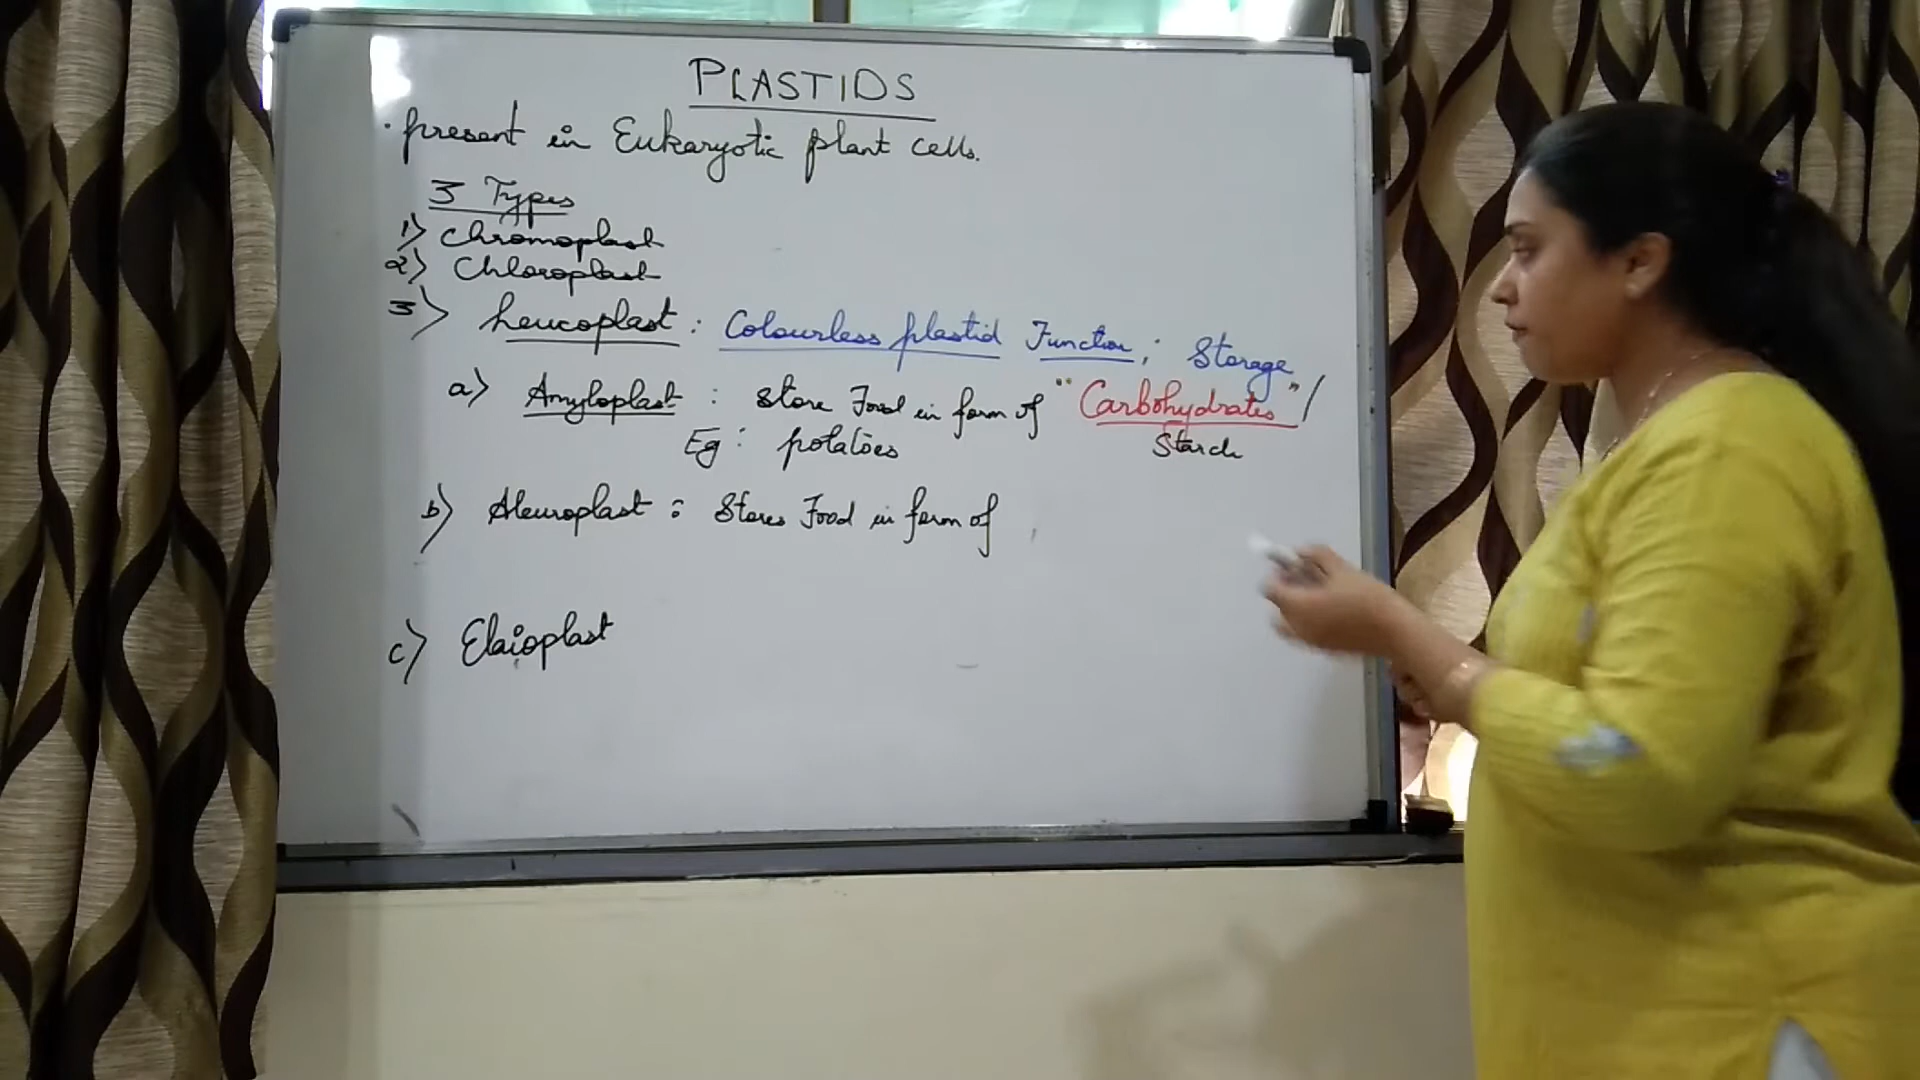 PLASTIDS
· present in Eukaryotic plant cells.
3 Types
1) Chromoplast
2) Chloroplast
3) Leucoplast : Colourless plastid Function ; Storage
a) Amyloplast : Store Food in form of "Carbohydrates" /
Eg : potatoes Starch
b) Aleuroplast : Stores Food in form of
c) Elaioplast